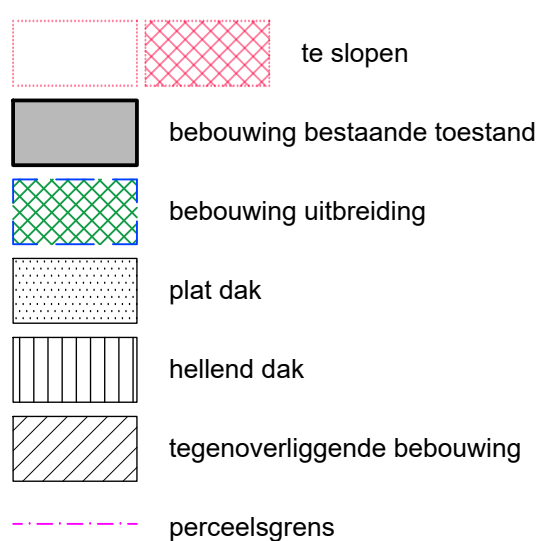 te slopen
bebouwing bestaande toestand
bebouwing uitbreiding
plat dak
hellend dak
tegenoverliggende bebouwing
perceelsgrens